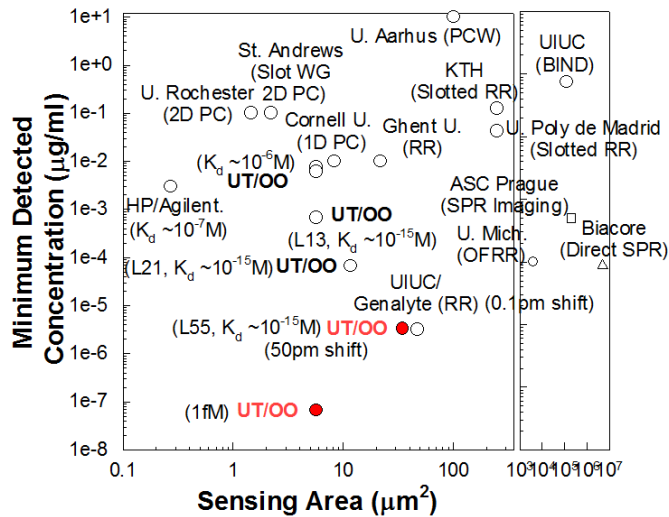 1e+1
1e+0
1e-1
1e-2
1e-3
1e-4
1e-5
1e-6
1e-7
1e-8
Minimum Detected
Concentration (μg/ml)
U. Aarhus (PCW)
St. Andrews
(Slot WG
2D PC)
U. Rochester
(2D PC)
KTH
(Slotted RR)
UIUC
(BIND)
Cornell U.
(1D PC)
Ghent U.
(RR)
U. Poly de Madrid
(Slotted RR)
(Kd ~10-6M)
UT/OO
HP/Agilent.
(Kd ~10-7M)
UT/OO
(L13, Kd ~10-15M)
ASC Prague
(SPR Imaging)
U. Mich.
(OFRR)
Biacore
(Direct SPR)
(L21, Kd ~10-15M) UT/OO
UIUC/
Genalyte (RR) (0.1pm shift)
(L55, Kd ~10-15M) UT/OO
(50pm shift)
(1fM) UT/OO
0.1 1 10 100 103 104 105 106 107
Sensing Area (μm2)